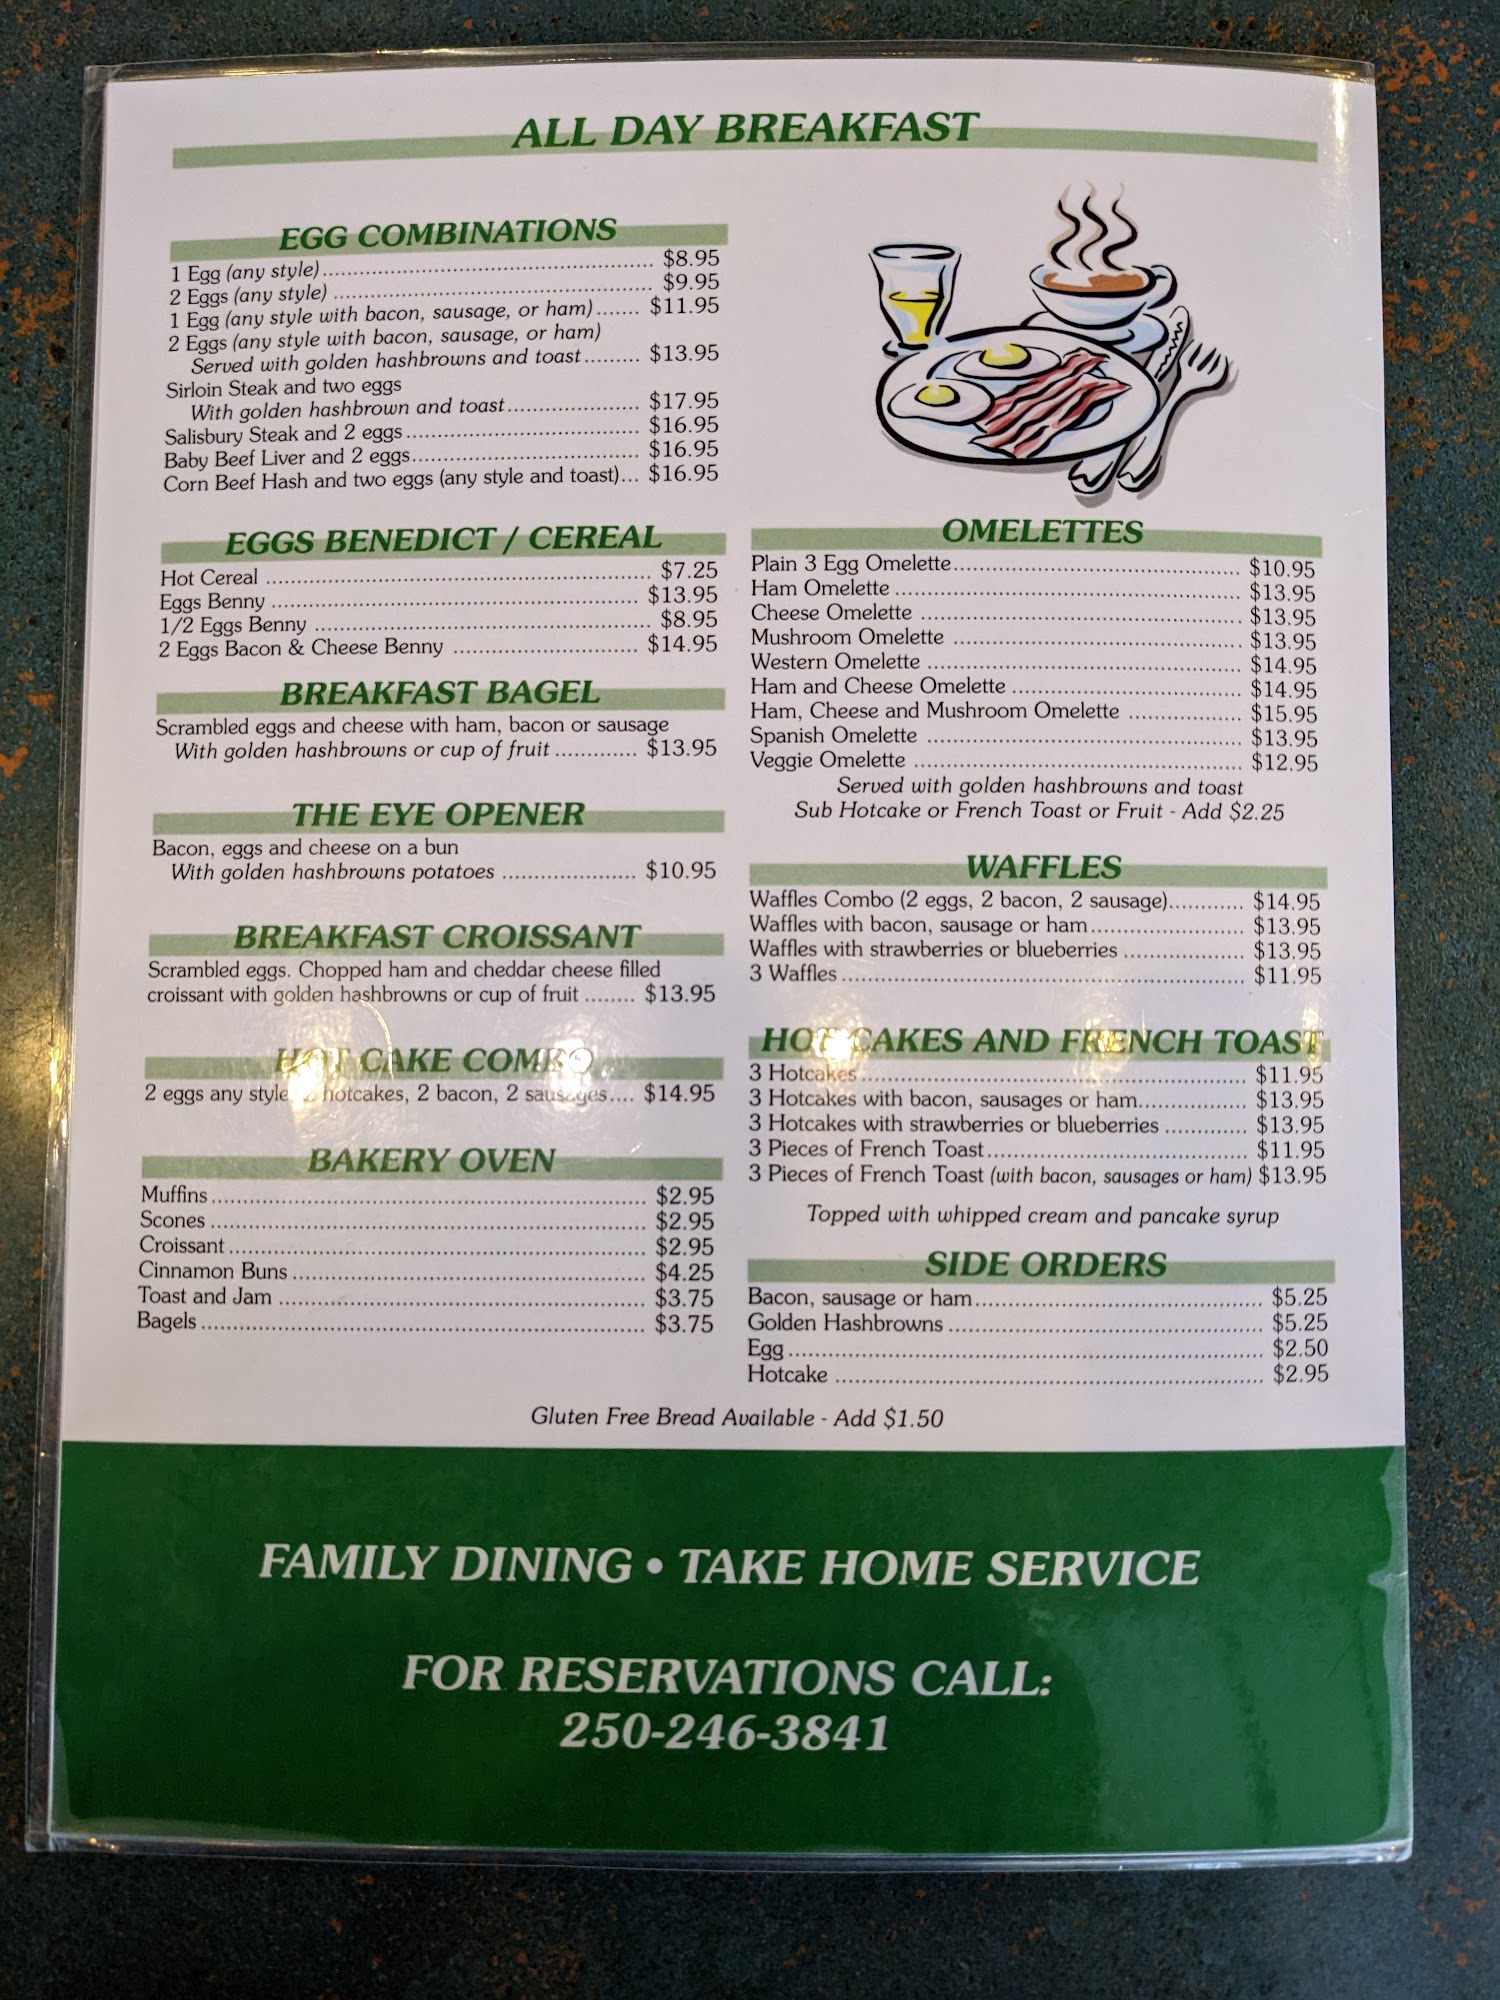 ALL DAY BREAKFAST
EGG COMBINATIONS
1 Egg (any style) $8.95
2 Eggs (any style) $9.95
1 Egg (any style with bacon, sausage, or ham) $11.95
2 Eggs (any style with bacon, sausage, or ham)
Served with golden hashbrowns and toast $13.95
Sirloin Steak and two eggs
With golden hashbrown and toast $17.95
Salisbury Steak and 2 eggs $16.95
Baby Beef Liver and 2 eggs $16.95
Corn Beef Hash and two eggs (any style and toast) $16.95
EGGS BENEDICT / CEREAL
Hot Cereal $7.25
Eggs Benny $13.95
1/2 Eggs Benny $8.95
2 Eggs Bacon & Cheese Benny $14.95
BREAKFAST BAGEL
Scrambled eggs and cheese with ham, bacon or sausage
With golden hashbrowns or cup of fruit $13.95
THE EYE OPENER
Bacon, eggs and cheese on a bun
With golden hashbrowns potatoes $10.95
BREAKFAST CROISSANT
Scrambled eggs. Chopped ham and cheddar cheese filled
croissant with golden hashbrowns or cup of fruit $13.95
HOT CAKE COMBO
2 eggs any style, hotcakes, 2 bacon, 2 sausages $14.95
BAKERY OVEN
Muffins $2.95
Scones $2.95
Croissant $2.95
Cinnamon Buns $4.25
Toast and Jam $3.75
Bagels $3.75
OMELETTES
Plain 3 Egg Omelette $10.95
Ham Omelette $13.95
Cheese Omelette $13.95
Mushroom Omelette $13.95
Western Omelette $14.95
Ham and Cheese Omelette $14.95
Ham, Cheese and Mushroom Omelette $15.95
Spanish Omelette $13.95
Veggie Omelette $12.95
Served with golden hashbrowns and toast
Sub Hotcake or French Toast or Fruit - Add $2.25
WAFFLES
Waffles Combo (2 eggs, 2 bacon, 2 sausage) $14.95
Waffles with bacon, sausage or ham $13.95
Waffles with strawberries or blueberries $13.95
3 Waffles $11.95
HOT CAKES AND FRENCH TOAST
3 Hotcakes $11.95
3 Hotcakes with bacon, sausages or ham $13.95
3 Hotcakes with strawberries or blueberries $13.95
3 Pieces of French Toast $11.95
3 Pieces of French Toast (with bacon, sausages or ham) $13.95
Topped with whipped cream and pancake syrup
SIDE ORDERS
Bacon, sausage or ham $5.25
Golden Hashbrowns $5.25
Egg $2.50
Hotcake $2.95
Gluten Free Bread Available - Add $1.50
FAMILY DINING • TAKE HOME SERVICE
FOR RESERVATIONS CALL:
250-246-3841